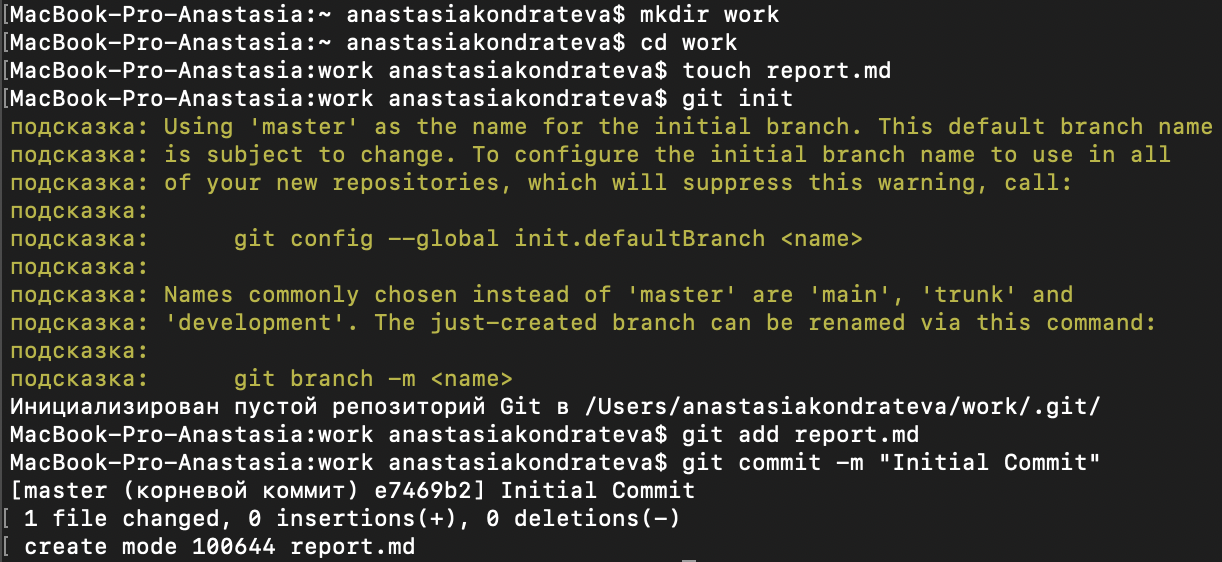 [MacBook-Pro-Anastasia:~ anastasiakondrateva$ mkdir work
[MacBook-Pro-Anastasia:~ anastasiakondrateva$ cd work
[MacBook-Pro-Anastasia:work anastasiakondrateva$ touch report.md
[MacBook-Pro-Anastasia:work anastasiakondrateva$ git init
подсказка: Using 'master' as the name for the initial branch. This default branch name
подсказка: is subject to change. To configure the initial branch name to use in all
подсказка: of your new repositories, which will suppress this warning, call:
подсказка:
подсказка:      git config --global init.defaultBranch <name>
подсказка:
подсказка: Names commonly chosen instead of 'master' are 'main', 'trunk' and
подсказка: 'development'. The just-created branch can be renamed via this command:
подсказка:
подсказка:      git branch -m <name>
Инициализирован пустой репозиторий Git в /Users/anastasiakondrateva/work/.git/
MacBook-Pro-Anastasia:work anastasiakondrateva$ git add report.md
MacBook-Pro-Anastasia:work anastasiakondrateva$ git commit -m "Initial Commit"
[master (корневой коммит) e7469b2] Initial Commit
[ 1 file changed, 0 insertions(+), 0 deletions(-)
[ create mode 100644 report.md